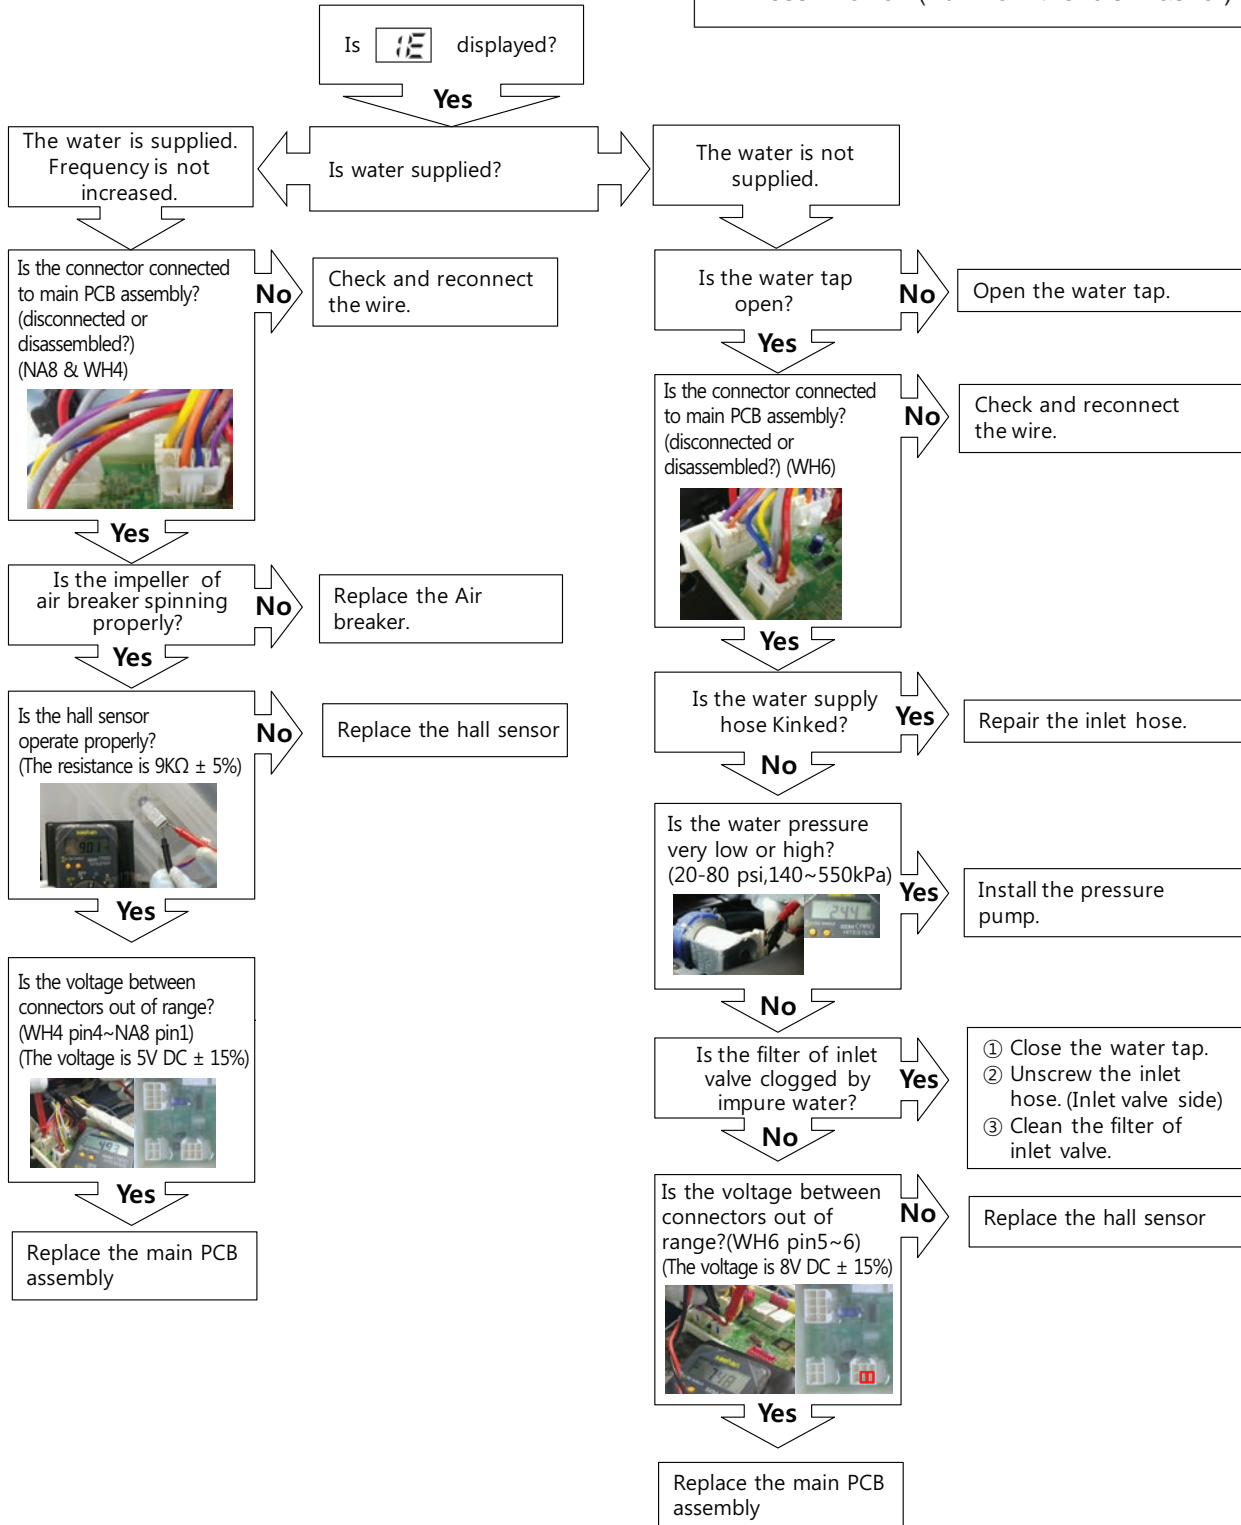 Is IE displayed?
Yes
The water is supplied.
Frequency is not
increased.
Is water supplied?
The water is not
supplied.
Is the connector connected
to main PCB assembly?
(disconnected or
disassembled?)
(NA8 & WH4)
No
Check and reconnect
the wire.
Yes
Is the impeller of
air breaker spinning
properly?
No
Replace the Air
breaker.
Yes
Is the hall sensor
operate properly?
(The resistance is 9KΩ ± 5%)
901
No
Replace the hall sensor
Yes
Is the voltage between
connectors out of range?
(WH4 pin4~NA8 pin1)
(The voltage is 5V DC ± 15%)
Yes
Replace the main PCB
assembly
Is the water tap
open?
No
Open the water tap.
Yes
Is the connector connected
to main PCB assembly?
(disconnected or
disassembled?) (WH6)
No
Check and reconnect
the wire.
Yes
Is the water supply
hose Kinked?
Yes
Repair the inlet hose.
No
Is the water pressure
very low or high?
(20-80 psi,140~550kPa)
244
Yes
Install the pressure
pump.
No
Is the filter of inlet
valve clogged by
impure water?
Yes
① Close the water tap.
② Unscrew the inlet
hose. (Inlet valve side)
③ Clean the filter of
inlet valve.
No
Is the voltage between
connectors out of
range?(WH6 pin5~6)
(The voltage is 8V DC ± 15%)
748
No
Replace the hall sensor
Yes
Replace the main PCB
assembly